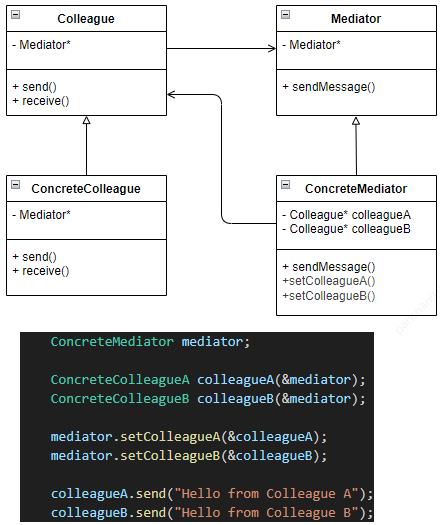 Colleague
- Mediator*
+ send()
+ receive()
Mediator
- Mediator*
+ sendMessage()
ConcreteColleague
- Mediator*
+ send()
+ receive()
ConcreteMediator
- Colleague* colleagueA
- Colleague* colleagueB
+ sendMessage()
+setColleagueA()
+setColleagueB()
ConcreteMediator mediator;
ConcreteColleagueA colleagueA(&mediator);
ConcreteColleagueB colleagueB(&mediator);
mediator.setColleagueA(&colleagueA);
mediator.setColleagueB(&colleagueB);
colleagueA.send("Hello from Colleague A");
colleagueB.send("Hello from Colleague B");